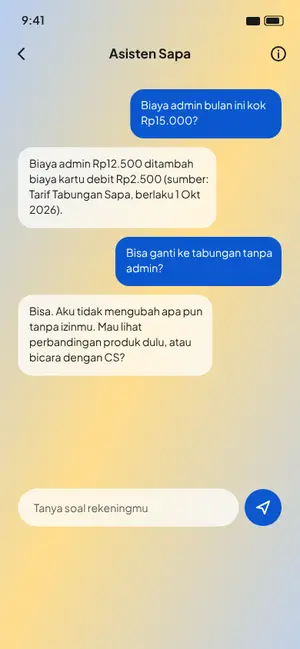 9:41
Asisten Sapa
Biaya admin bulan ini kok
Rp15.000?
Biaya admin Rp12.500 ditambah
biaya kartu debit Rp2.500 (sumber:
Tarif Tabungan Sapa, berlaku 1 Okt
2026).
Bisa ganti ke tabungan tanpa
admin?
Bisa. Aku tidak mengubah apa pun
tanpa izinmu. Mau lihat
perbandingan produk dulu, atau
bicara dengan CS?
Tanya soal rekeningmu